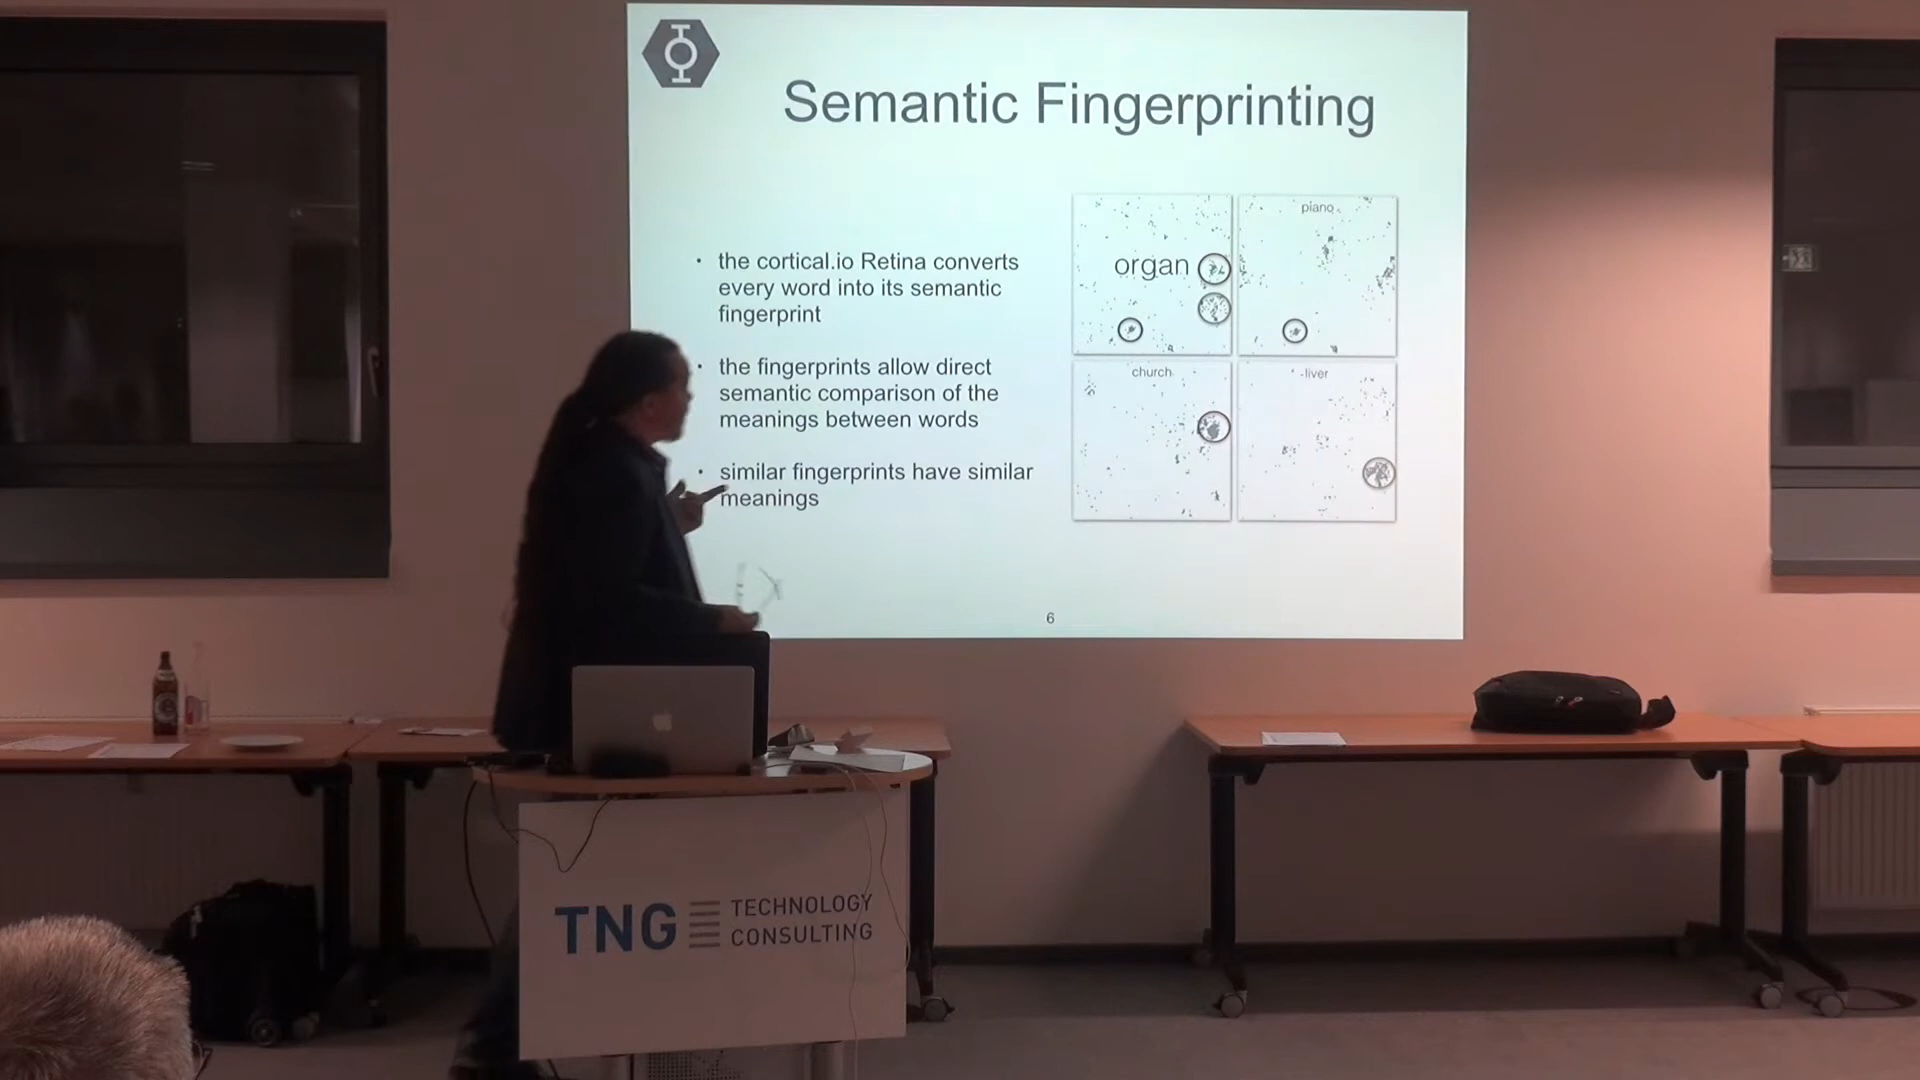 Semantic Fingerprinting
• the cortical.io Retina converts
every word into its semantic
fingerprint
• the fingerprints allow direct
semantic comparison of the
meanings between words
• similar fingerprints have similar
meanings
organ
piano
church
liver
6
TNG TECHNOLOGY
CONSULTING